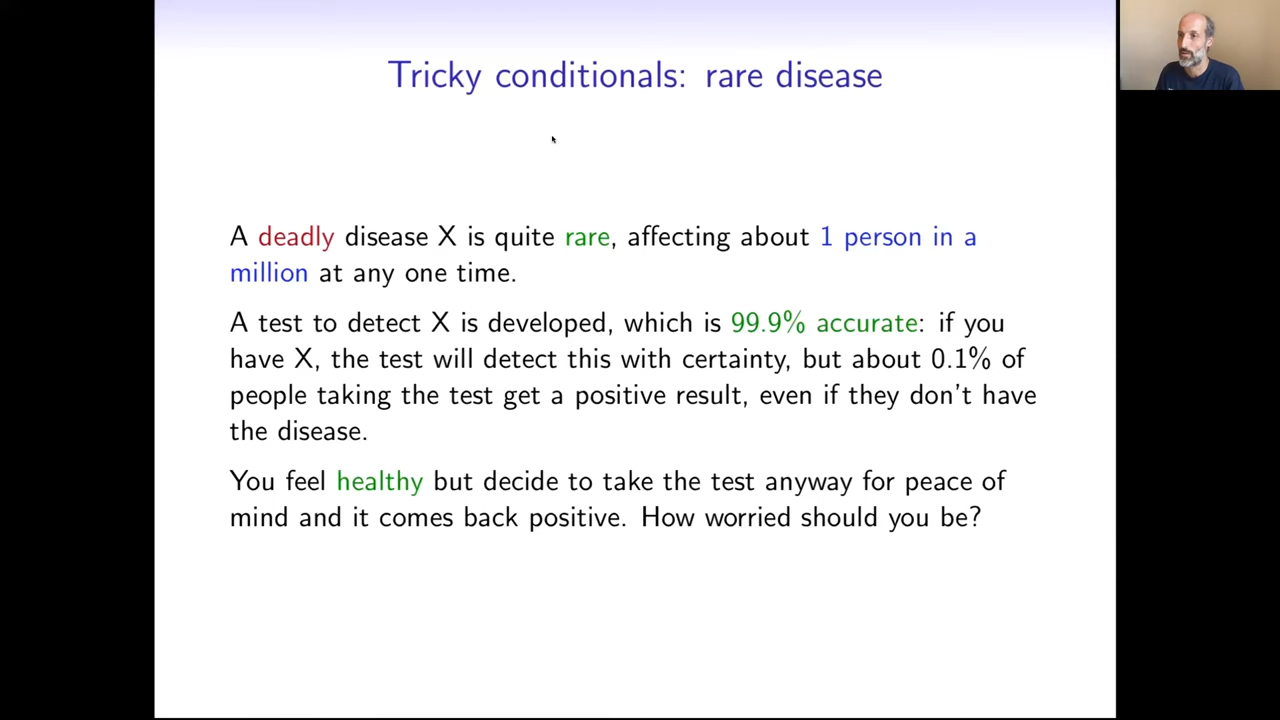 Tricky conditionals: rare disease
A deadly disease X is quite rare, affecting about 1 person in a
million at any one time.
A test to detect X is developed, which is 99.9% accurate: if you
have X, the test will detect this with certainty, but about 0.1% of
people taking the test get a positive result, even if they don't have
the disease.
You feel healthy but decide to take the test anyway for peace of
mind and it comes back positive. How worried should you be?